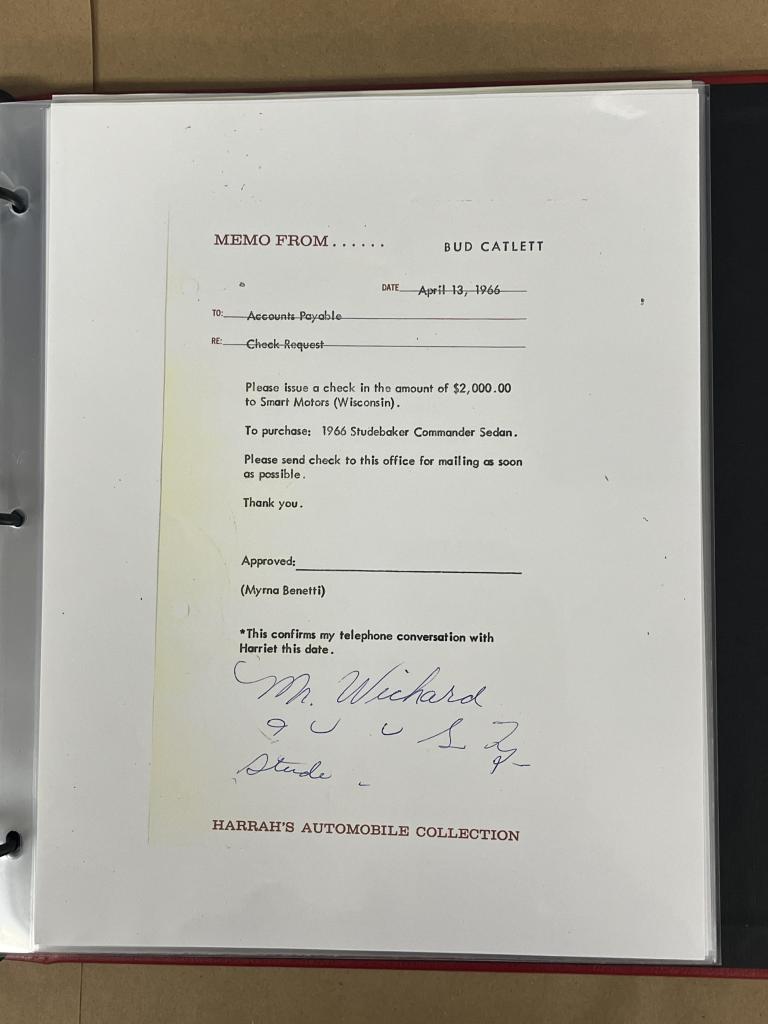 MEMO FROM......
BUD CATLETT
DATE April 13, 1966
TO: Accounts Payable
RE: Check Request
Please issue a check in the amount of $2,000.00
to Smart Motors (Wisconsin).
To purchase: 1966 Studebaker Commander Sedan.
Please send check to this office for mailing as soon
as possible.
Thank you.
Approved:
(Myrna Benetti)
*This confirms my telephone conversation with
Harriet this date.
Mr. Wichard
Stude
HARRAH'S AUTOMOBILE COLLECTION